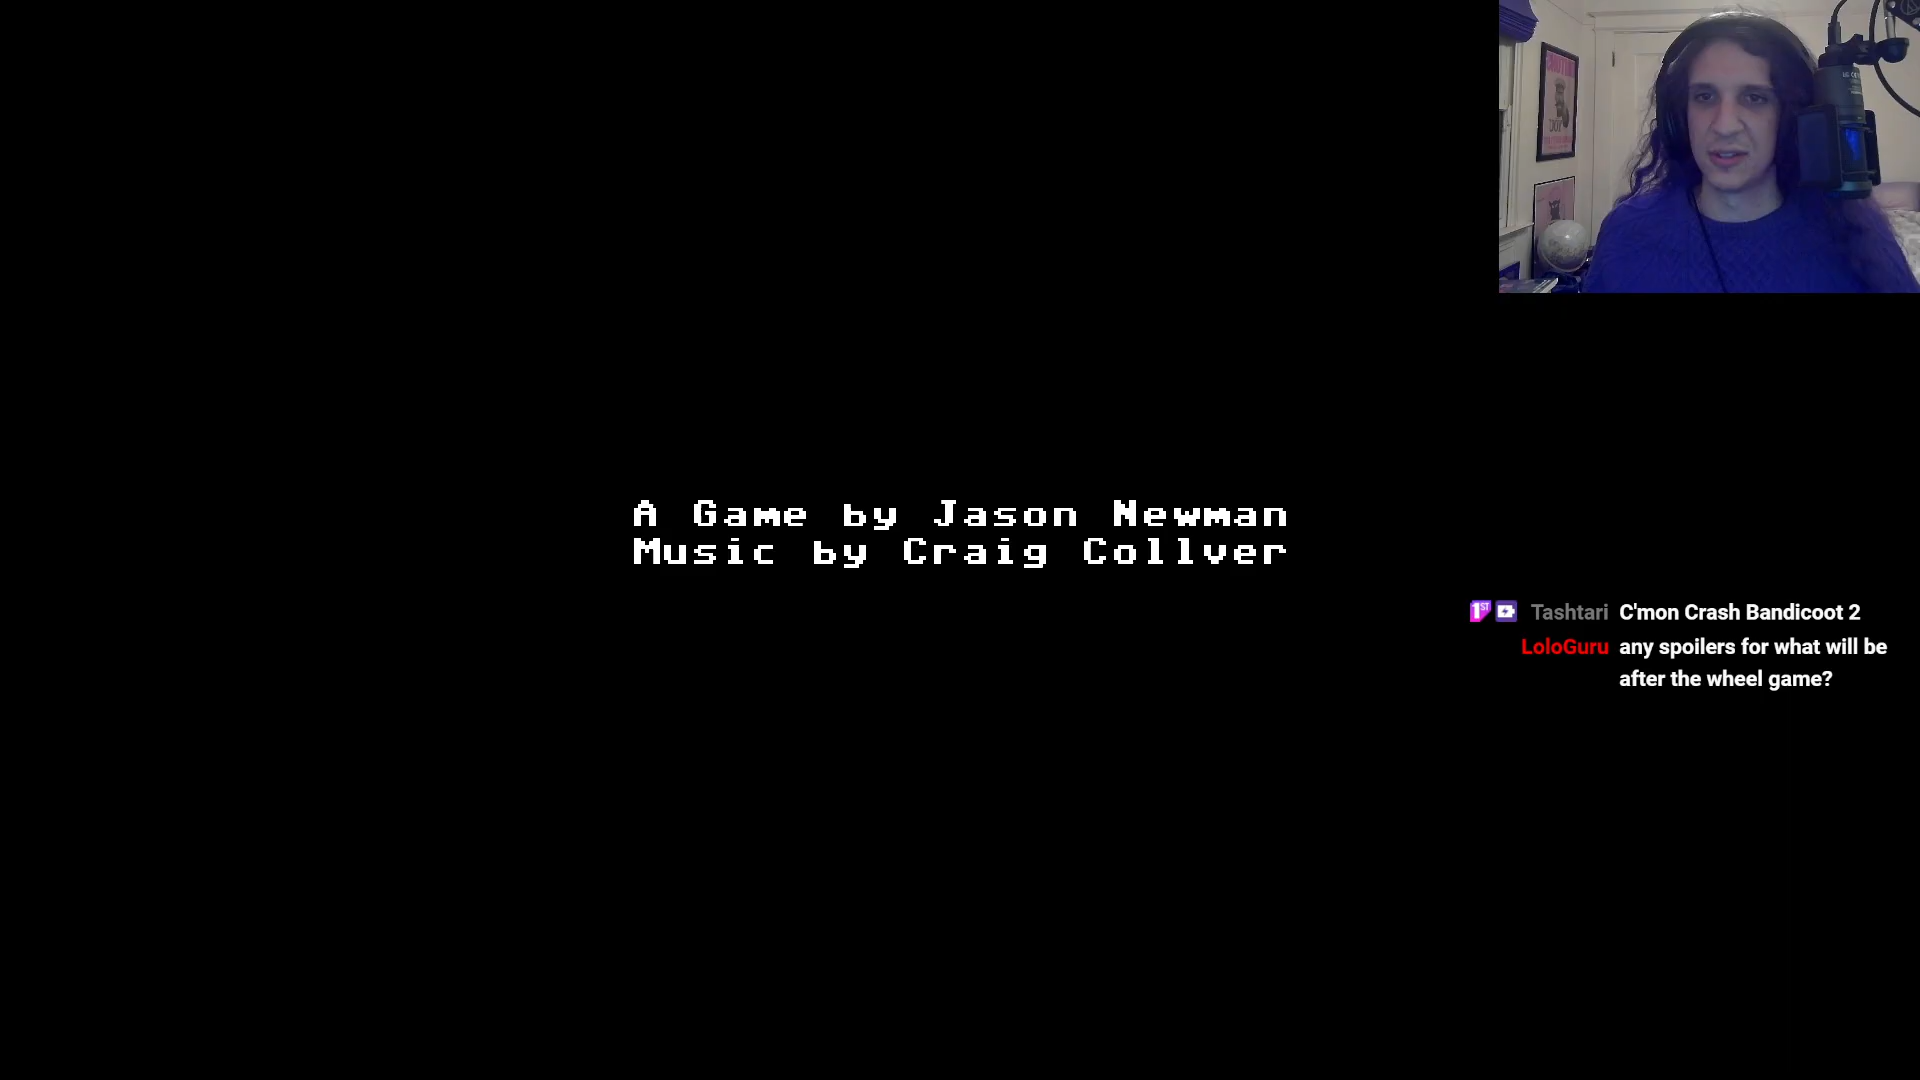 A Game by Jason Newman
Music by Craig Collver
Tashtari C'mon Crash Bandicoot 2
LoloGuru any spoilers for what will be
after the wheel game?